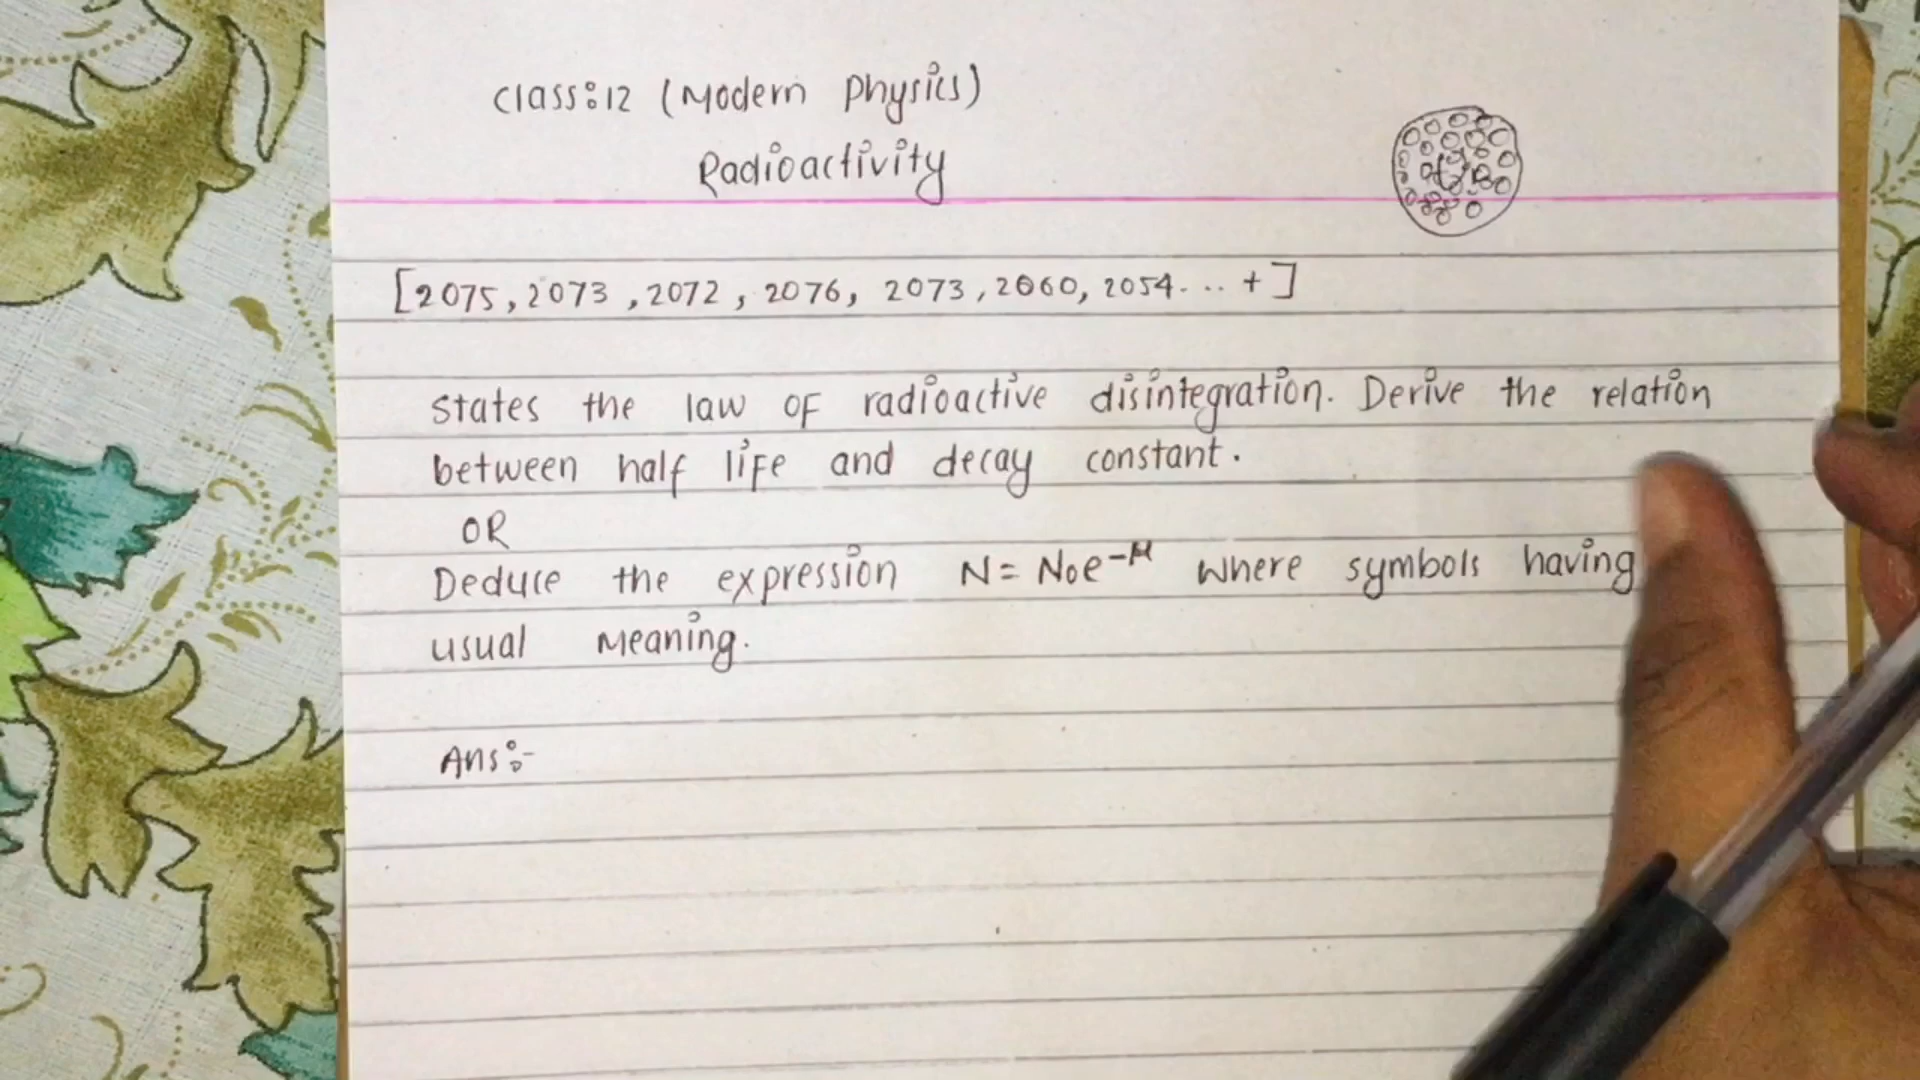 Class:12 (Modern Physics)
Radioactivity
[2075, 2073, 2072, 2076, 2073, 2060, 2054... +]
States the law of radioactive disintegration. Derive the relation
between half life and decay constant.
OR
Deduce the expression N = N₀e⁻ where symbols having
usual Meaning.
Ans:-